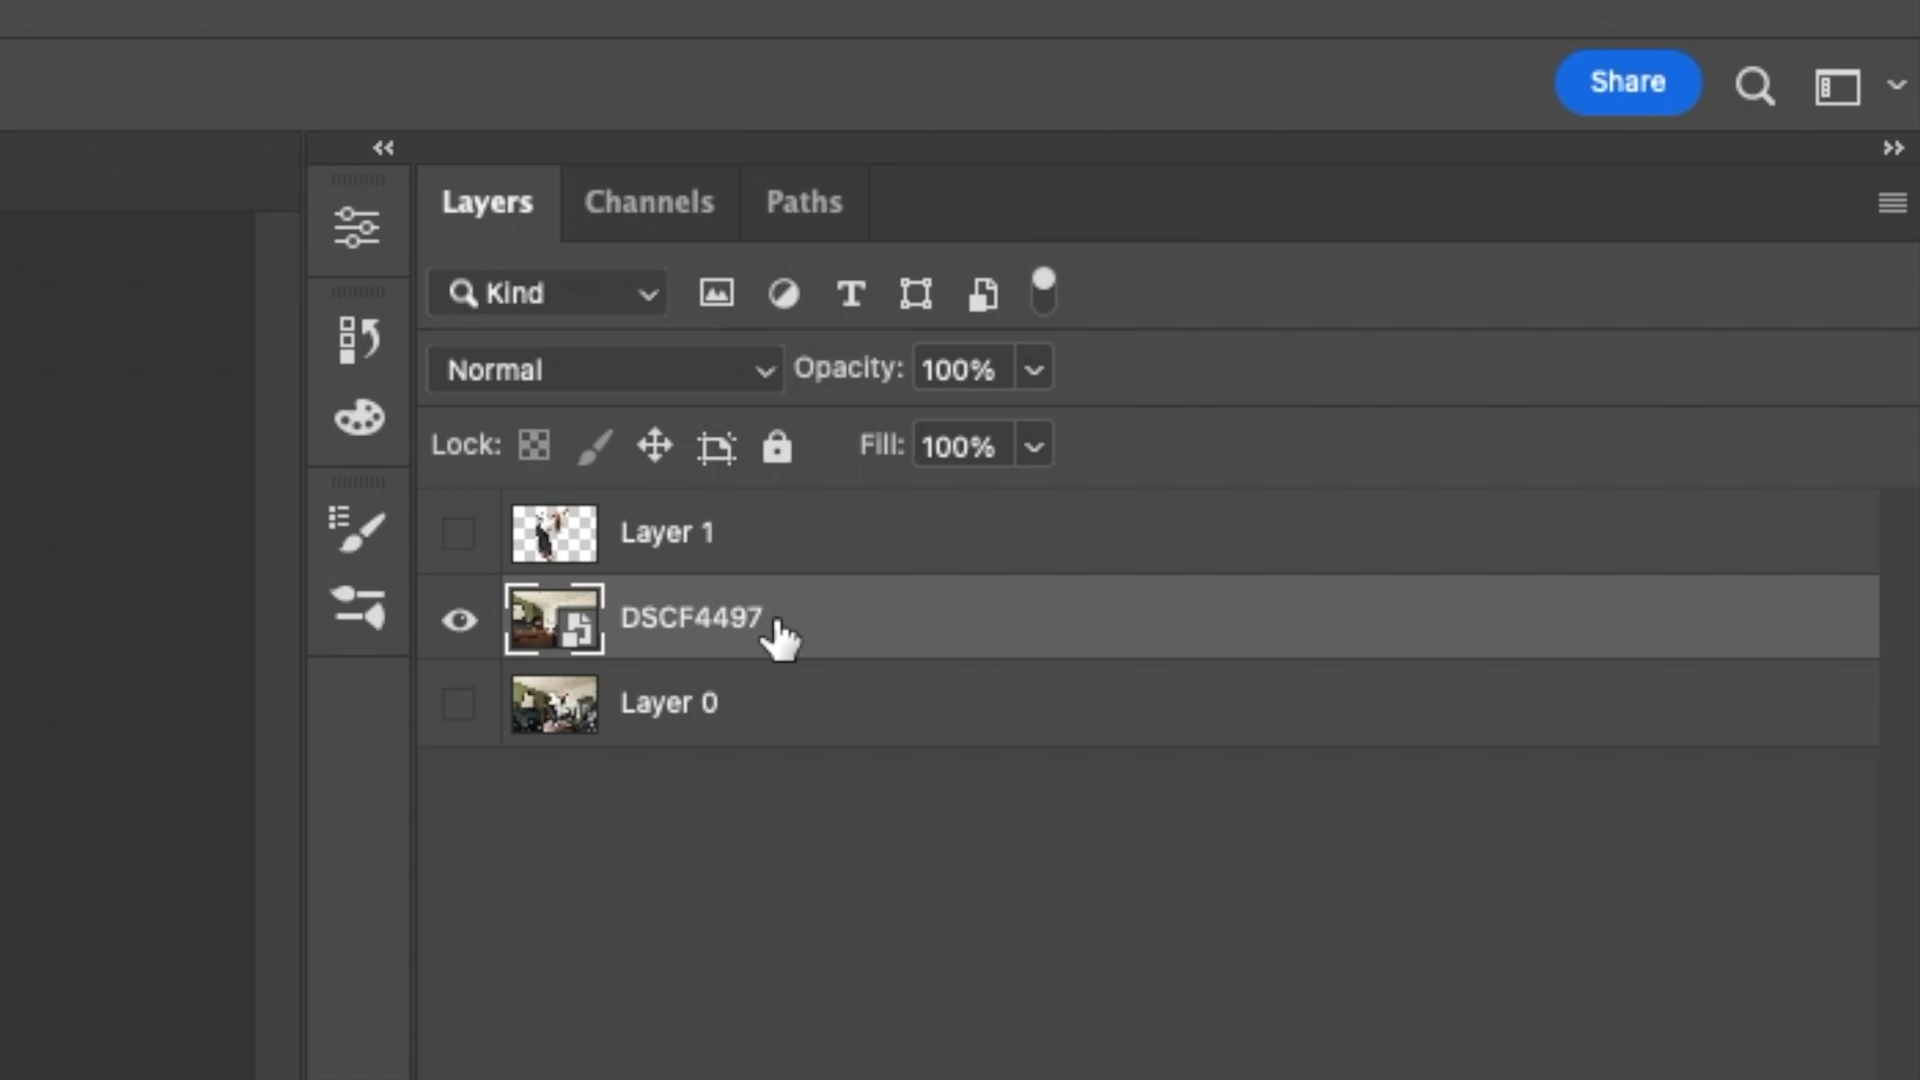 Share
Layers Channels Paths
Kind
Normal Opacity: 100%
Lock: Fill: 100%
Layer 1
DSCF4497
Layer 0